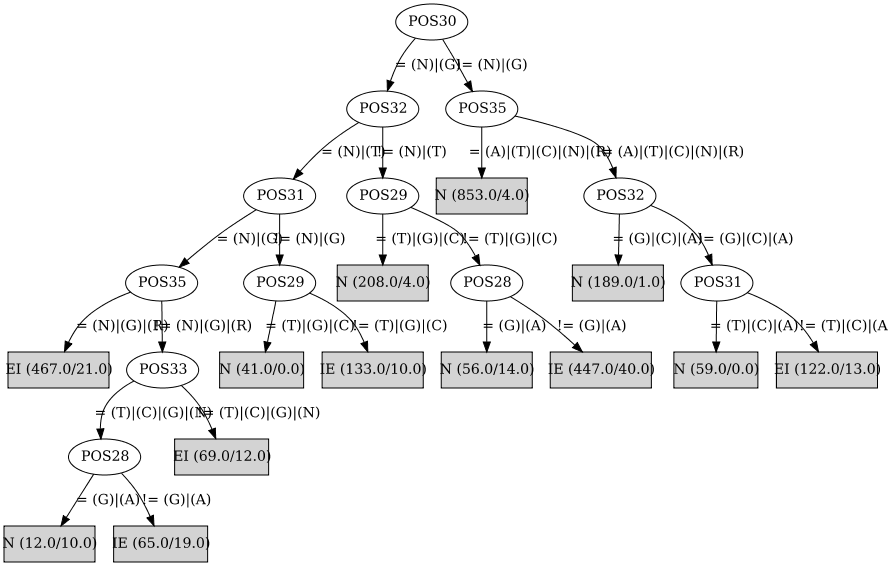 POS30
= (N)|(G) != (N)|(G)
POS32 POS35
= (N)|(T) != (N)|(T) = (A)|(T)|(C)|(N)|(R) != (A)|(T)|(C)|(N)|(R)
POS31 POS29 N (853.0/4.0) POS32
= (N)|(G) != (N)|(G) = (T)|(G)|(C) != (T)|(G)|(C) = (G)|(C)|(A) != (G)|(C)|(A)
POS35 POS29 N (208.0/4.0) POS28 N (189.0/1.0) POS31
= (N)|(G)|(R) != (N)|(G)|(R) = (T)|(G)|(C) != (T)|(G)|(C) = (G)|(A) != (G)|(A) = (T)|(C)|(A) != (T)|(C)|(A
EI (467.0/21.0) POS33 N (41.0/0.0) IE (133.0/10.0) N (56.0/14.0) IE (447.0/40.0) N (59.0/0.0) EI (122.0/13.0)
= (T)|(C)|(G)|(N) != (T)|(C)|(G)|(N)
POS28 EI (69.0/12.0)
= (G)|(A) != (G)|(A)
N (12.0/10.0) IE (65.0/19.0)